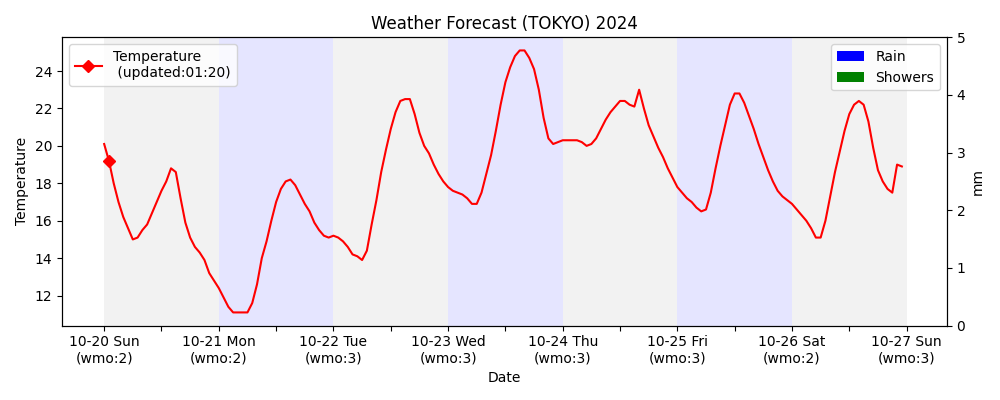 Weather Forecast (TOKYO) 2024
Temperature
(updated:01:20)
Rain
Showers
Temperature
24
22
20
18
16
14
12
5
4
3
2
1
0
mm
10-20 Sun
(wmo:2)
10-21 Mon
(wmo:2)
10-22 Tue
(wmo:3)
10-23 Wed
(wmo:3)
10-24 Thu
(wmo:3)
10-25 Fri
(wmo:3)
10-26 Sat
(wmo:2)
10-27 Sun
(wmo:3)
Date